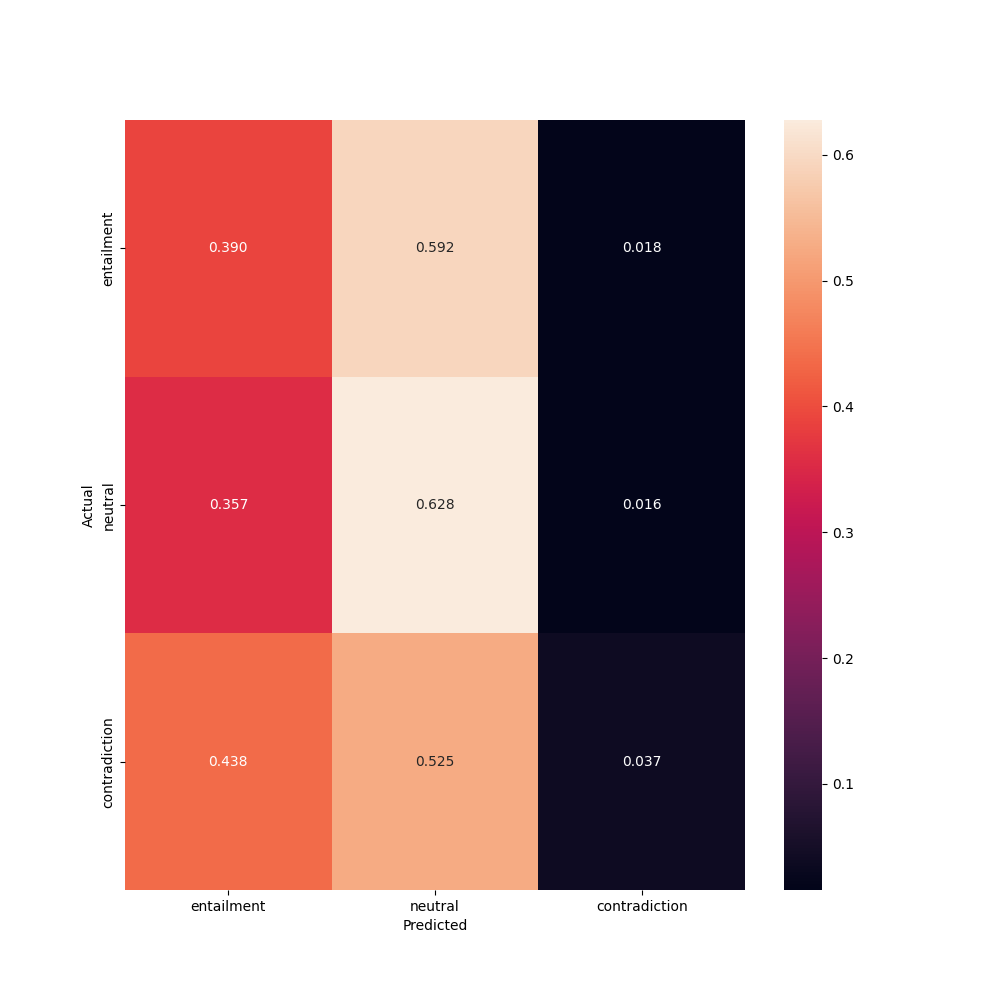 entailment
0.390 0.592 0.018
Actual
neutral
0.357 0.628 0.016
contradiction
0.438 0.525 0.037
entailment neutral contradiction
Predicted
0.6
0.5
0.4
0.3
0.2
0.1